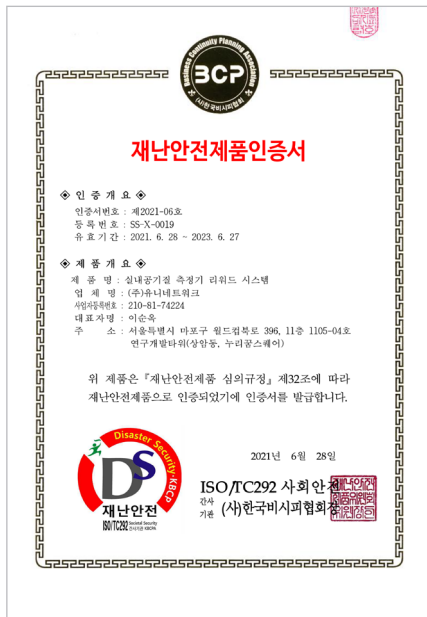 Business Continuity Planning Association
BCP
(사)한국비시피협회
재난안전제품인증서
◈ 인 증 개 요 ◈
인증서번호 : 제2021-06호
등 록 번 호 : SS-X-0019
유 효 기 간 : 2021. 6. 28 ~ 2023. 6. 27
◈ 제 품 개 요 ◈
제 품 명 : 실내공기질 측정기 리워드 시스템
업 체 명 : (주)유니네트워크
사업자등록번호 : 210-81-74224
대 표 자 명 : 이순옥
주 소 : 서울특별시 마포구 월드컵북로 396, 11층 1105-04호
연구개발타워(상암동, 누리꿈스퀘어)
위 제품은 『재난안전제품 심의규정』 제32조에 따라
재난안전제품으로 인증되었기에 인증서를 발급합니다.
2021년 6월 28일
Disaster Security-KBCP
DS
재난안전
ISO/TC292 Societal Security
간사기관 KBCPA
ISO/TC292 사회안전
간사
기관 (사)한국비시피협회장